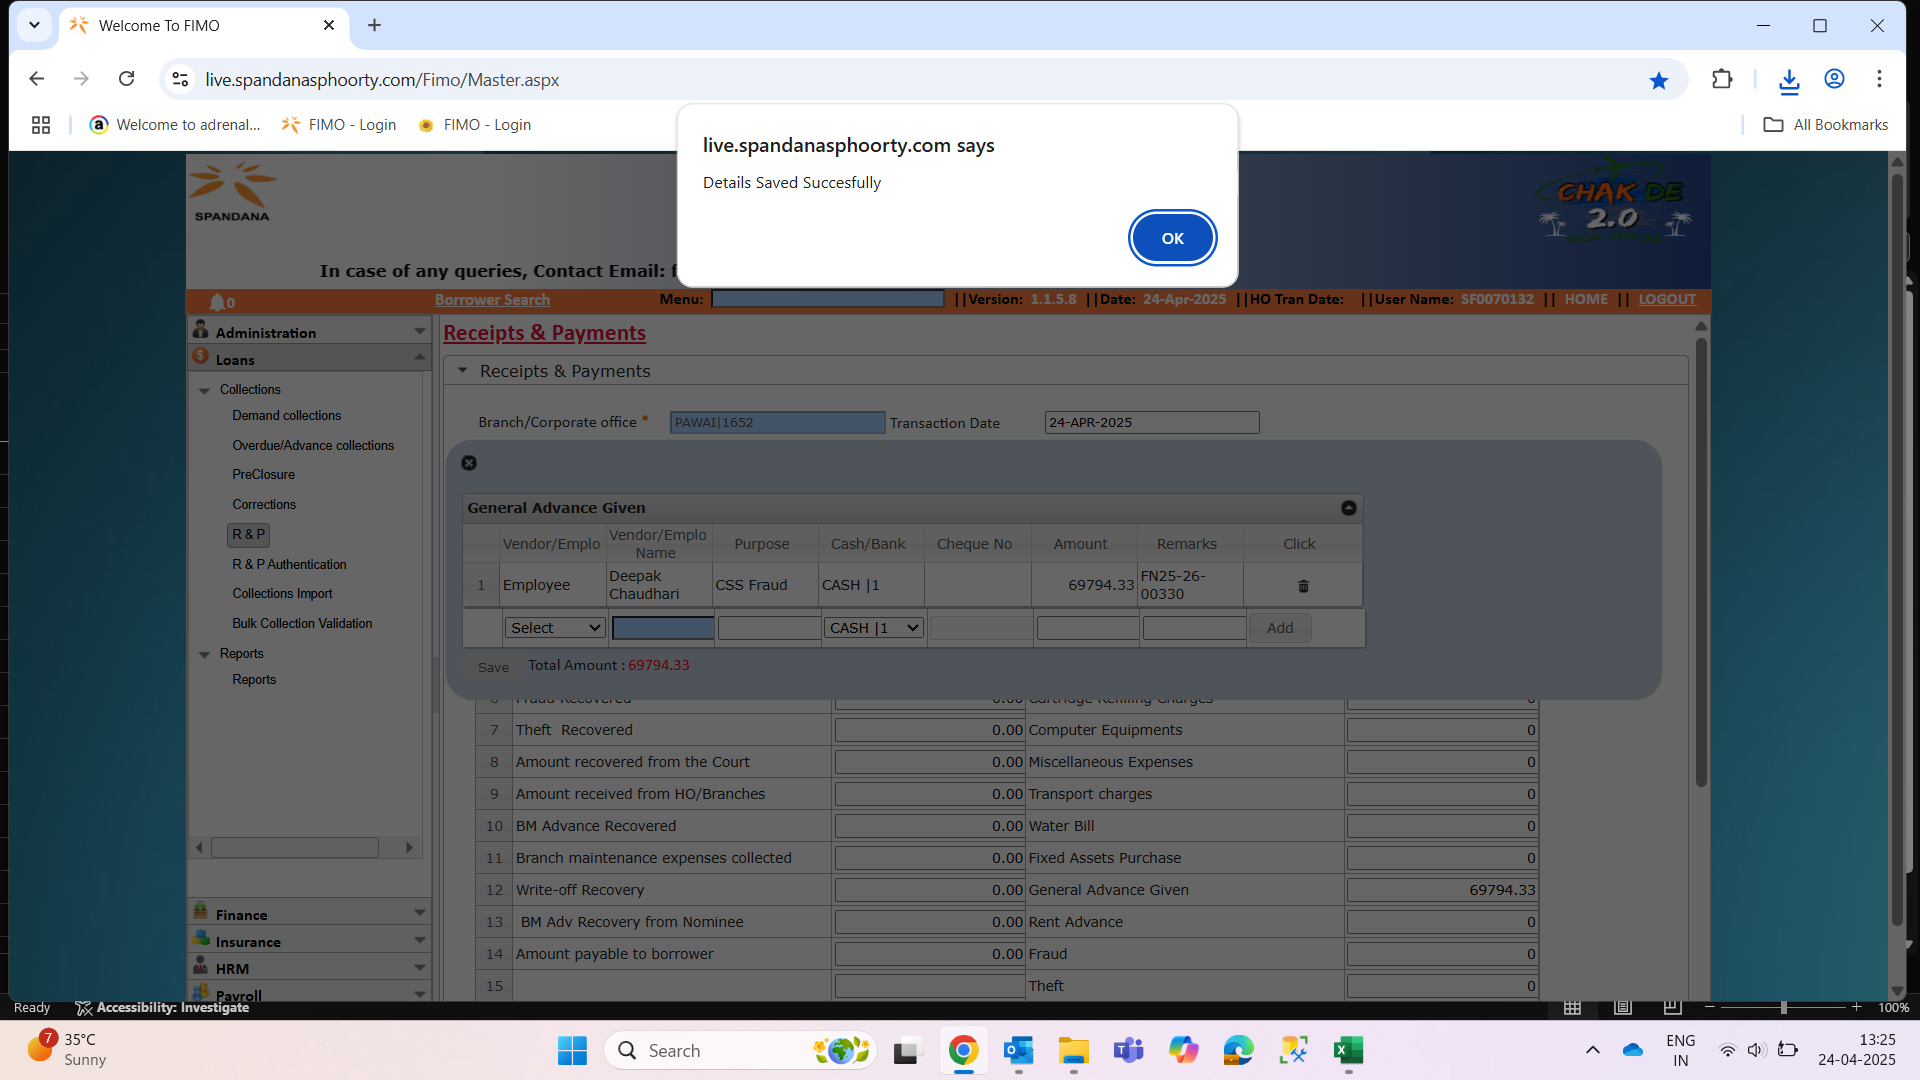 Welcome To FIMO
live.spandanasphoorty.com/Fimo/Master.aspx
Welcome to adrenal...
FIMO - Login
FIMO - Login
All Bookmarks
live.spandanasphoorty.com says
Details Saved Succesfully
OK
SPANDANA
CHAK DE
2.0
In case of any queries, Contact Email: f
0
Borrower Search
Menu:
||Version: 1.1.5.8 ||Date: 24-Apr-2025 ||HO Tran Date: ||User Name: SF0070132 || HOME || LOGOUT
Administration
Loans
Collections
Demand collections
Overdue/Advance collections
PreClosure
Corrections
R & P
R & P Authentication
Collections Import
Bulk Collection Validation
Reports
Reports
Finance
Insurance
HRM
Payroll
Receipts & Payments
Receipts & Payments
Branch/Corporate office * PAWAI|1652 Transaction Date 24-APR-2025
General Advance Given
Vendor/Emplo Vendor/Emplo Name Purpose Cash/Bank Cheque No Amount Remarks Click
1 Employee Deepak Chaudhari CSS Fraud CASH |1 69794.33 FN25-26-00330
Select CASH |1 Add
Save Total Amount : 69794.33
6 Fraud Recovered 0.00 Cartridge Refilling Charges 0
7 Theft Recovered 0.00 Computer Equipments 0
8 Amount recovered from the Court 0.00 Miscellaneous Expenses 0
9 Amount received from HO/Branches 0.00 Transport charges 0
10 BM Advance Recovered 0.00 Water Bill 0
11 Branch maintenance expenses collected 0.00 Fixed Assets Purchase 0
12 Write-off Recovery 0.00 General Advance Given 69794.33
13 BM Adv Recovery from Nominee 0.00 Rent Advance 0
14 Amount payable to borrower 0.00 Fraud 0
15 Theft 0
Ready Accessibility: Investigate 100%
7
35°C
Sunny
Search
ENG
IN
13:25
24-04-2025